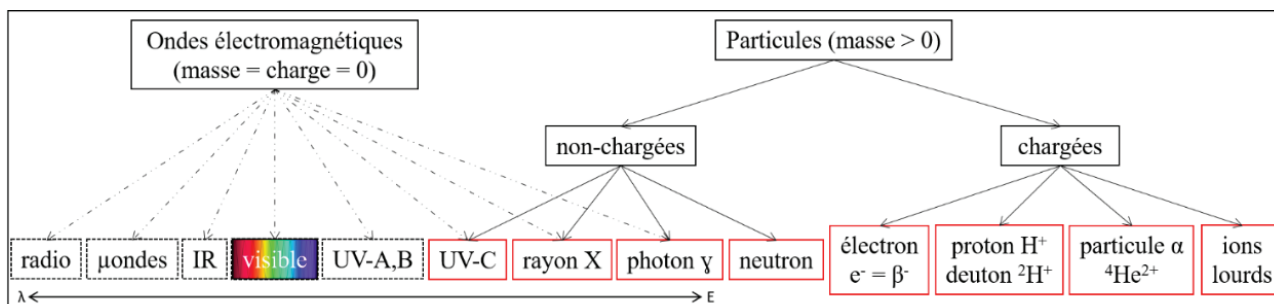 Ondes électromagnétiques
(masse = charge = 0)
Particules (masse > 0)
non-chargées
chargées
radio
µondes
IR
visible
UV-A,B
UV-C
rayon X
photon ɣ
neutron
électron
e⁻ = β⁻
proton H⁺
deuton ²H⁺
particule α
⁴He²⁺
ions
lourds
λ
E